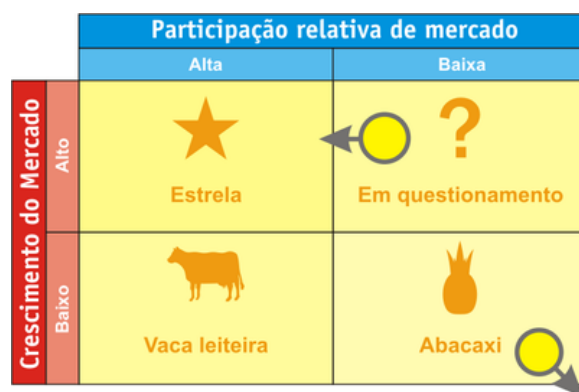 Participação relativa de mercado
Alta
Baixa
Crescimento do Mercado
Alto
?
Estrela
Em questionamento
Baixo
Vaca leiteira
Abacaxi